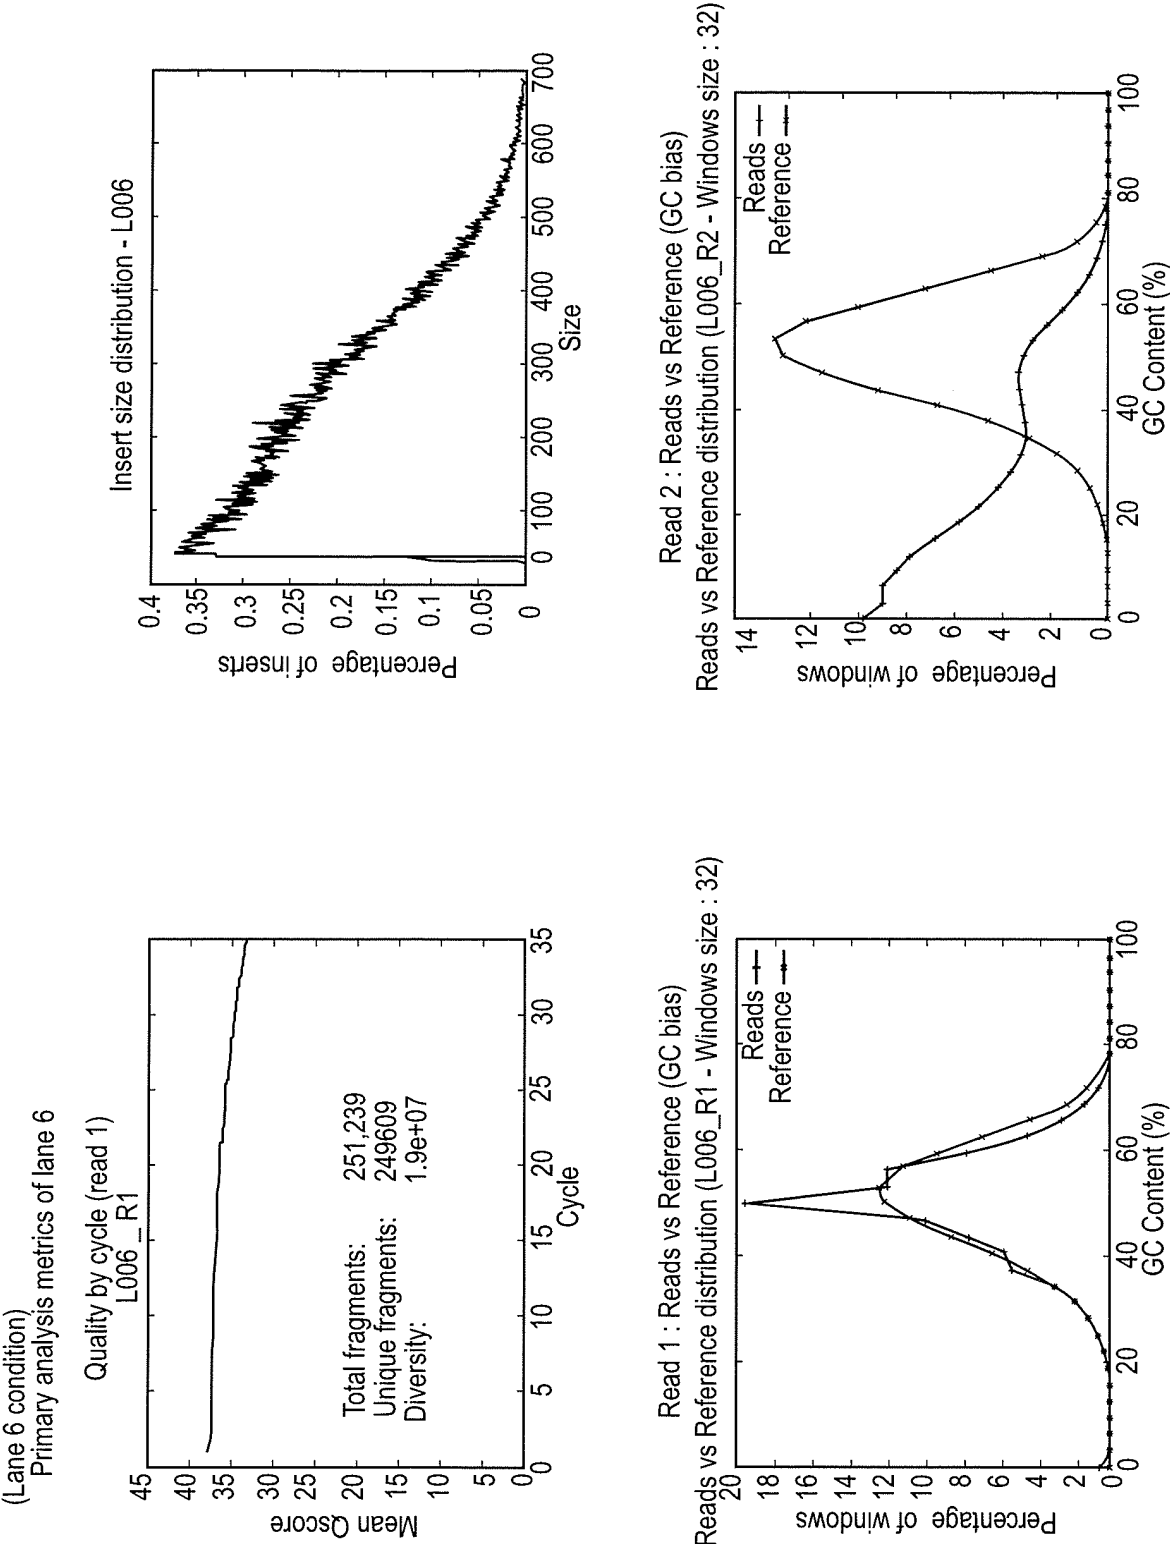 (Lane 6 condition)
Primary analysis metrics of lane 6
Quality by cycle (read 1)
L006_R1
Mean Qscore
45
40
35
30
25
20
15
10
5
0
Total fragments: 251,239
Unique fragments: 249609
Diversity: 1.9e+07
0 5 10 15 20 25 30 35
Cycle
Insert size distribution - L006
Percentage of inserts
0.4
0.35
0.3
0.25
0.2
0.15
0.1
0.05
0
0 100 200 300 400 500 600 700
Size
Read 1 : Reads vs Reference (GC bias)
Reads vs Reference distribution (L006_R1 - Windows size : 32)
Percentage of windows
20
18
16
14
12
10
8
6
4
2
0
Reads
Reference
0 20 40 60 80 100
GC Content (%)
Read 2 : Reads vs Reference (GC bias)
Reads vs Reference distribution (L006_R2 - Windows size : 32)
Percentage of windows
14
12
10
8
6
4
2
0
Reads
Reference
0 20 40 60 80 100
GC Content (%)